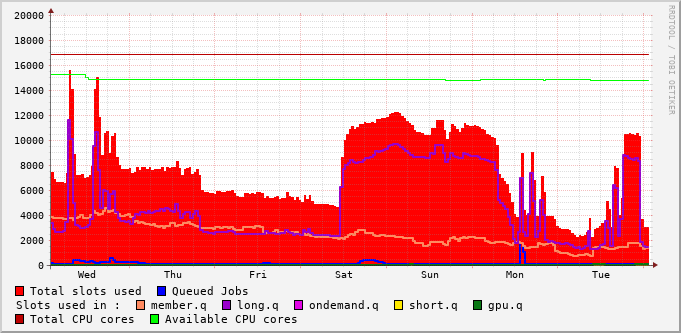 RRDTOOL / TOBI OETIKER
20000
18000
16000
14000
12000
10000
8000
6000
4000
2000
0
Wed Thu Fri Sat Sun Mon Tue
Total slots used Queued Jobs
Slots used in : member.q long.q ondemand.q short.q gpu.q
Total CPU cores Available CPU cores